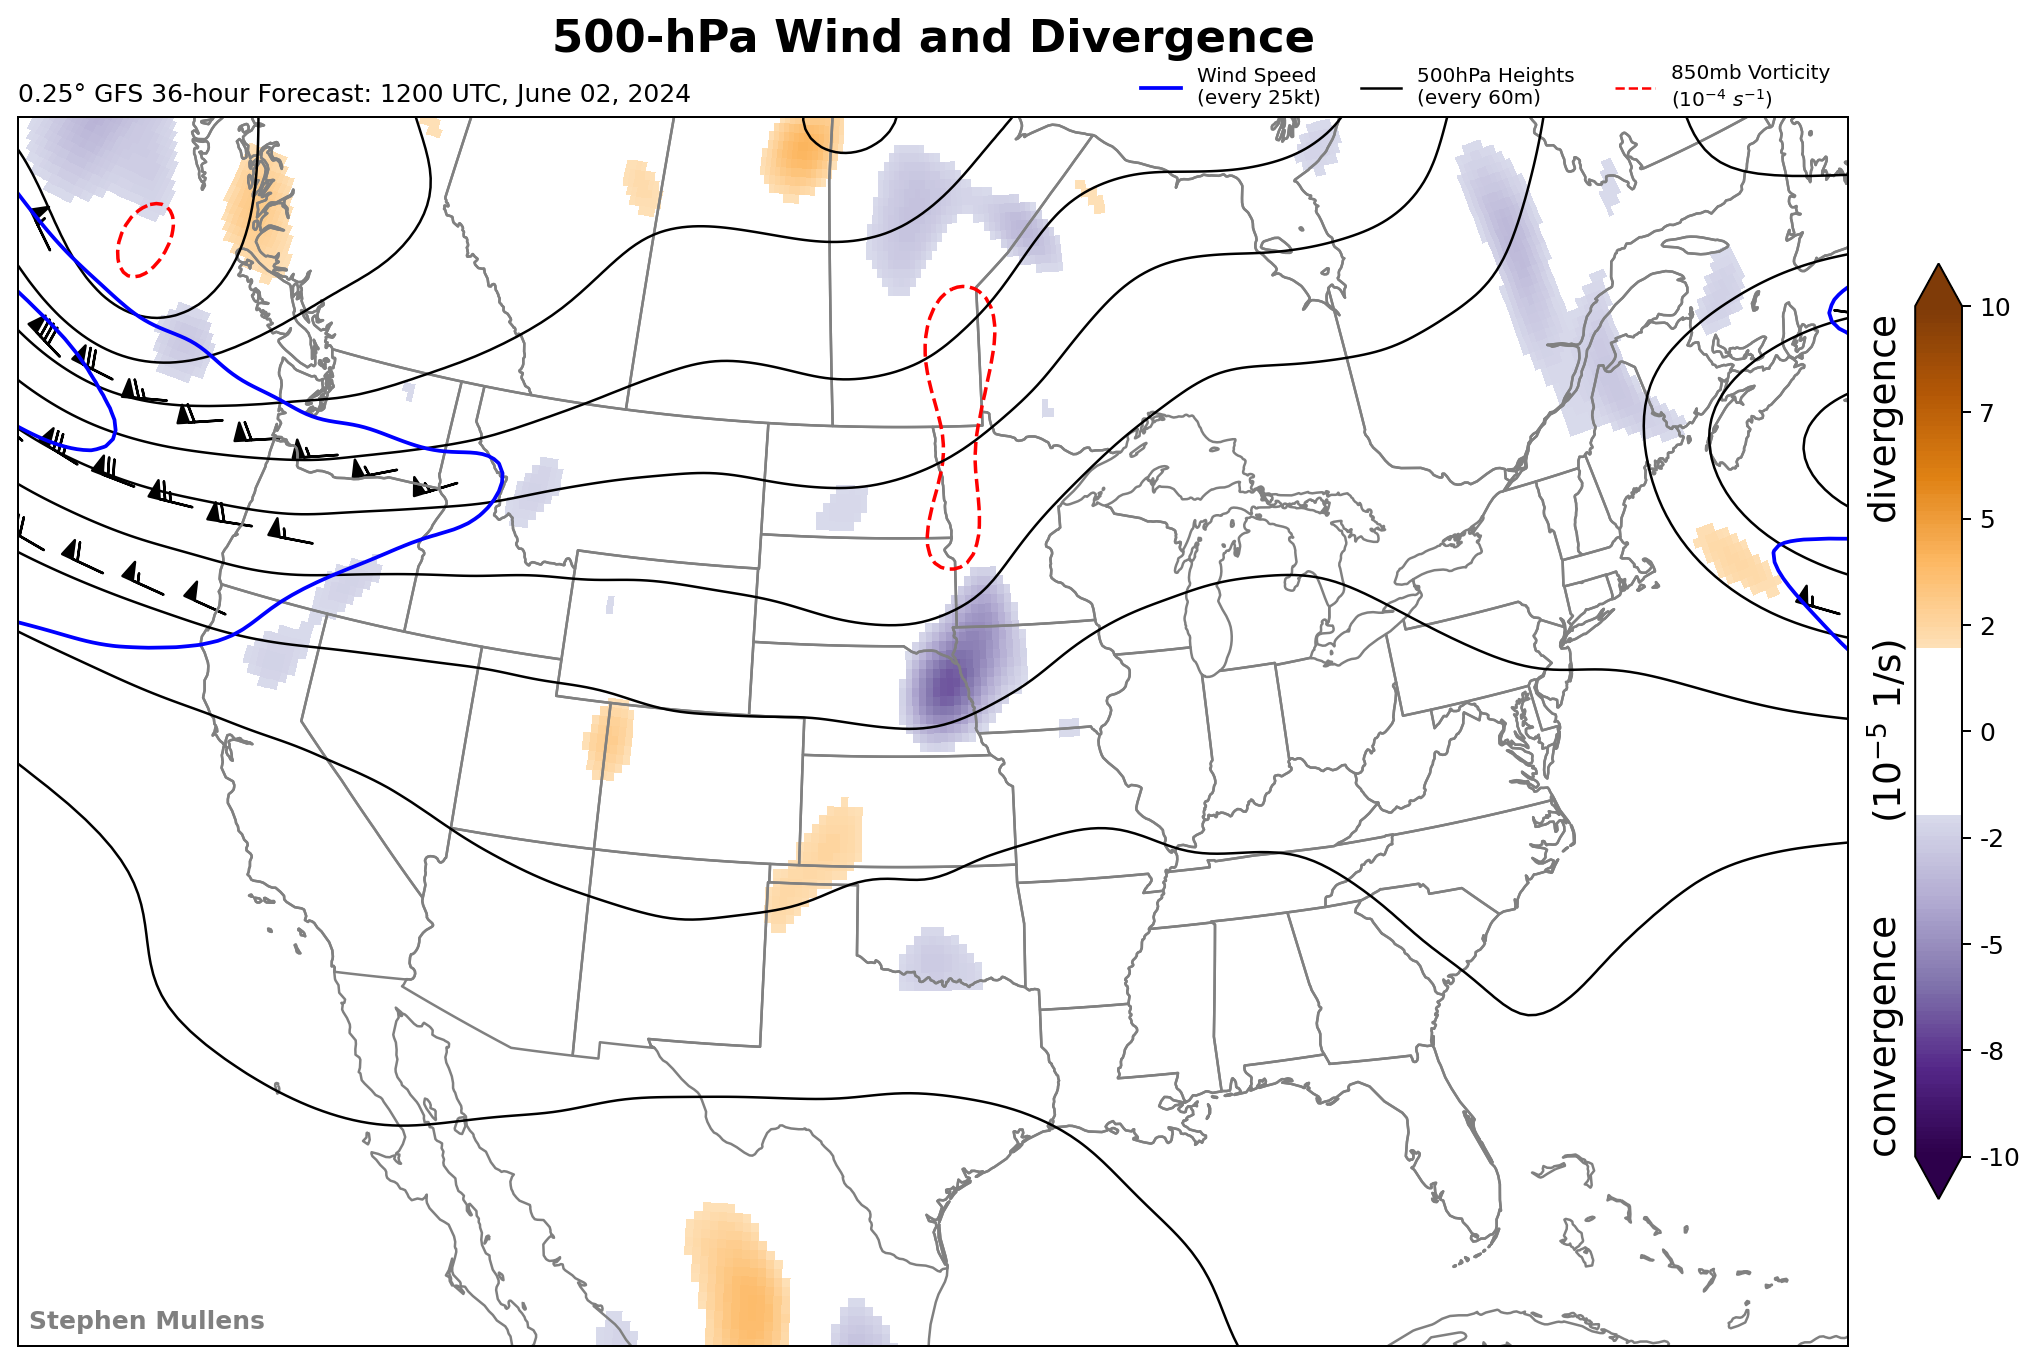 500-hPa Wind and Divergence
0.25° GFS 36-hour Forecast: 1200 UTC, June 02, 2024
Wind Speed
(every 25kt)
500hPa Heights
(every 60m)
850mb Vorticity
(10⁻⁴ s⁻¹)
10
7
5
2
0
-2
-5
-8
-10
convergence (10⁻⁵ 1/s) divergence
Stephen Mullens